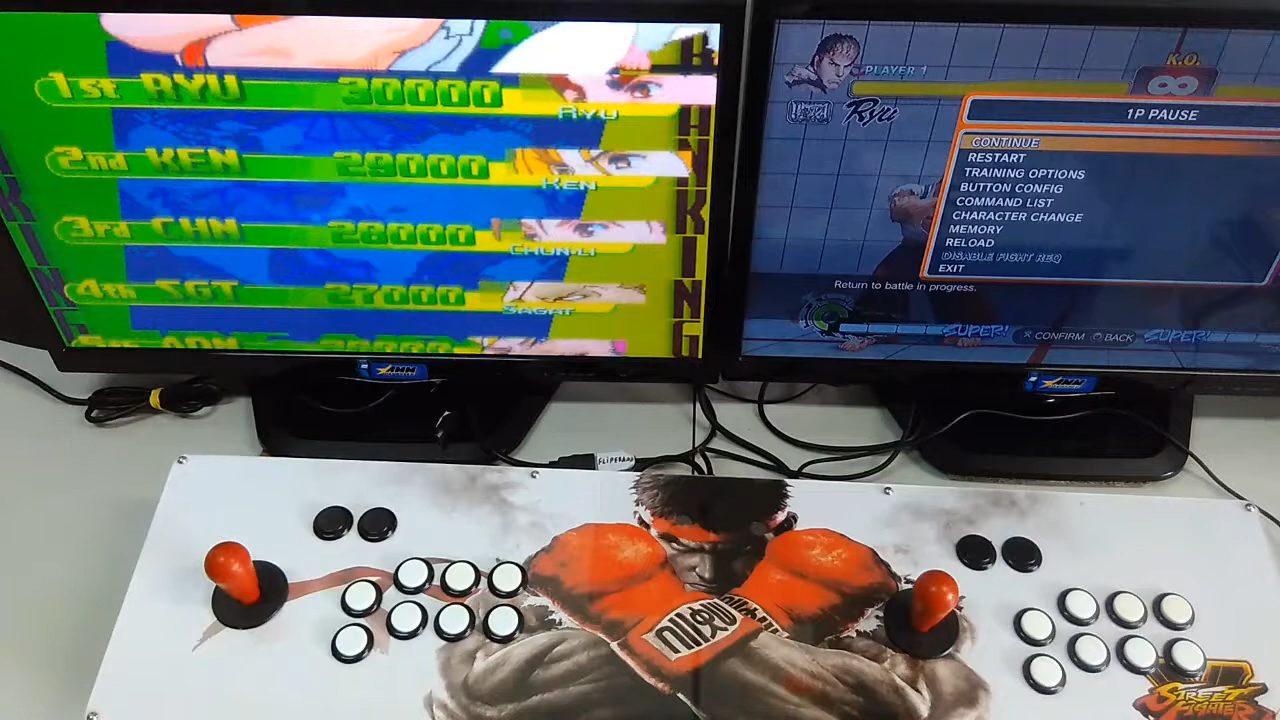 1st RYU 30000
RYU
2nd KEN 29000
KEN
3rd CHN 28000
CHUN-LI
4th SGT 27000
SAGAT
RANKING
PLAYER 1
Ryu
K.O.
1P PAUSE
CONTINUE
RESTART
TRAINING OPTIONS
BUTTON CONFIG
COMMAND LIST
CHARACTER CHANGE
MEMORY
RELOAD
DISABLE FIGHT REQ
EXIT
Return to battle in progress.
SUPER!
CONFIRM
BACK
SUPER!
STREET
FIGHTER